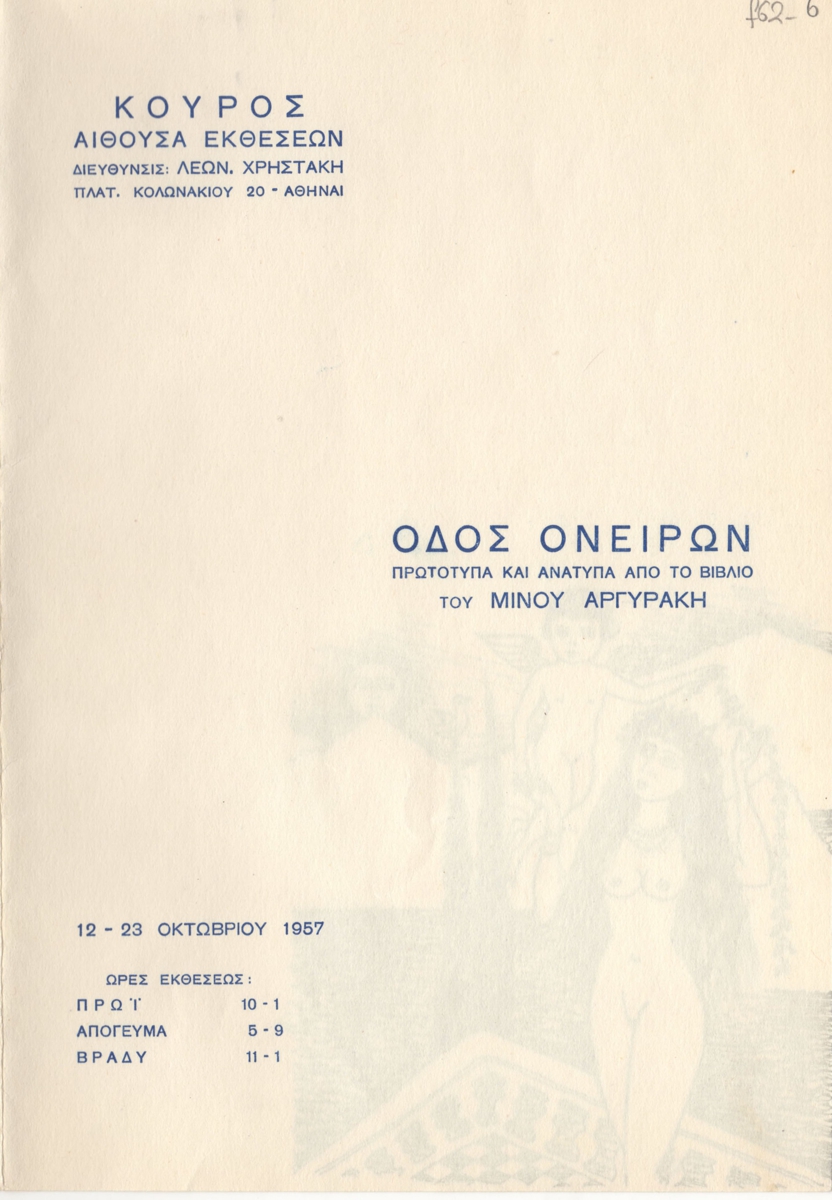 f62-6
ΚΟΥΡΟΣ
ΑΙΘΟΥΣΑ ΕΚΘΕΣΕΩΝ
ΔΙΕΥΘΥΝΣΙΣ: ΛΕΩΝ. ΧΡΗΣΤΑΚΗ
ΠΛΑΤ. ΚΟΛΩΝΑΚΙΟΥ 20 - ΑΘΗΝΑΙ
ΟΔΟΣ ΟΝΕΙΡΩΝ
ΠΡΩΤΟΤΥΠΑ ΚΑΙ ΑΝΑΤΥΠΑ ΑΠΟ ΤΟ ΒΙΒΛΙΟ
ΤΟΥ ΜΙΝΟΥ ΑΡΓΥΡΑΚΗ
12 - 23 ΟΚΤΩΒΡΙΟΥ 1957
ΩΡΕΣ ΕΚΘΕΣΕΩΣ:
ΠΡΩΪ 10 - 1
ΑΠΟΓΕΥΜΑ 5 - 9
ΒΡΑΔΥ 11 - 1